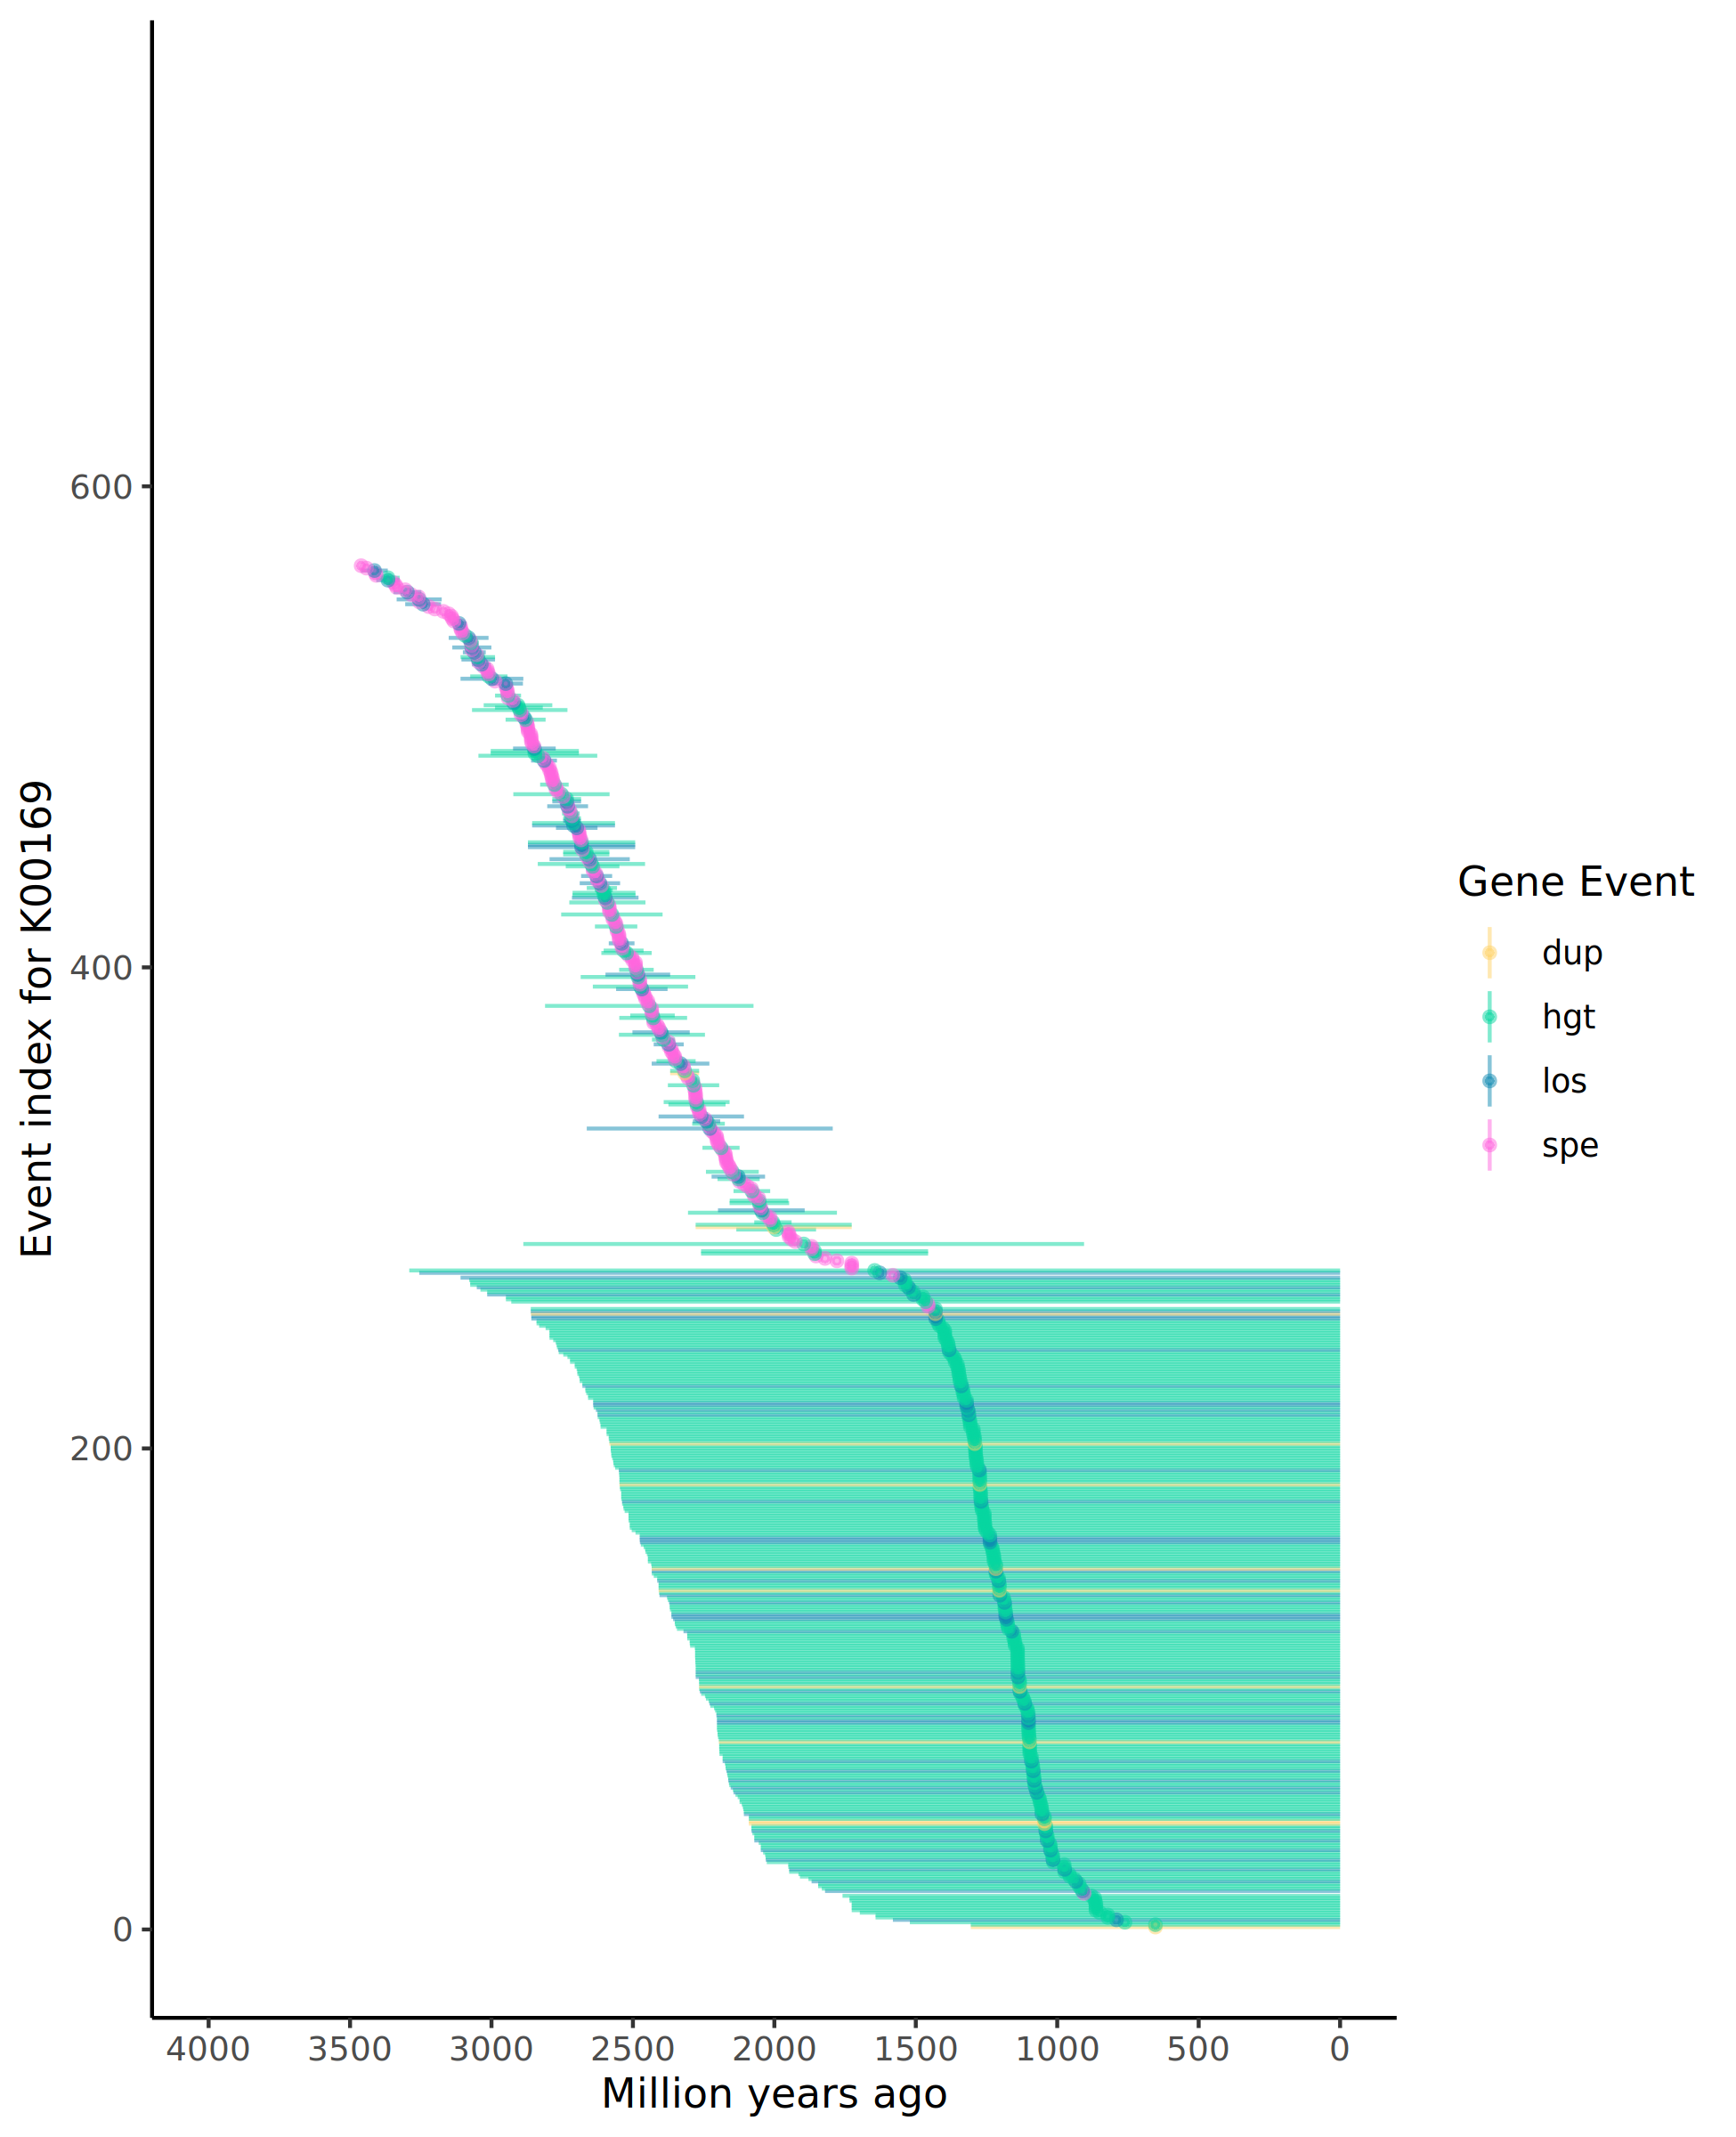 Event index for K00169
600
400
200
0
4000 3500 3000 2500 2000 1500 1000 500 0
Million years ago
Gene Event
dup
hgt
los
spe